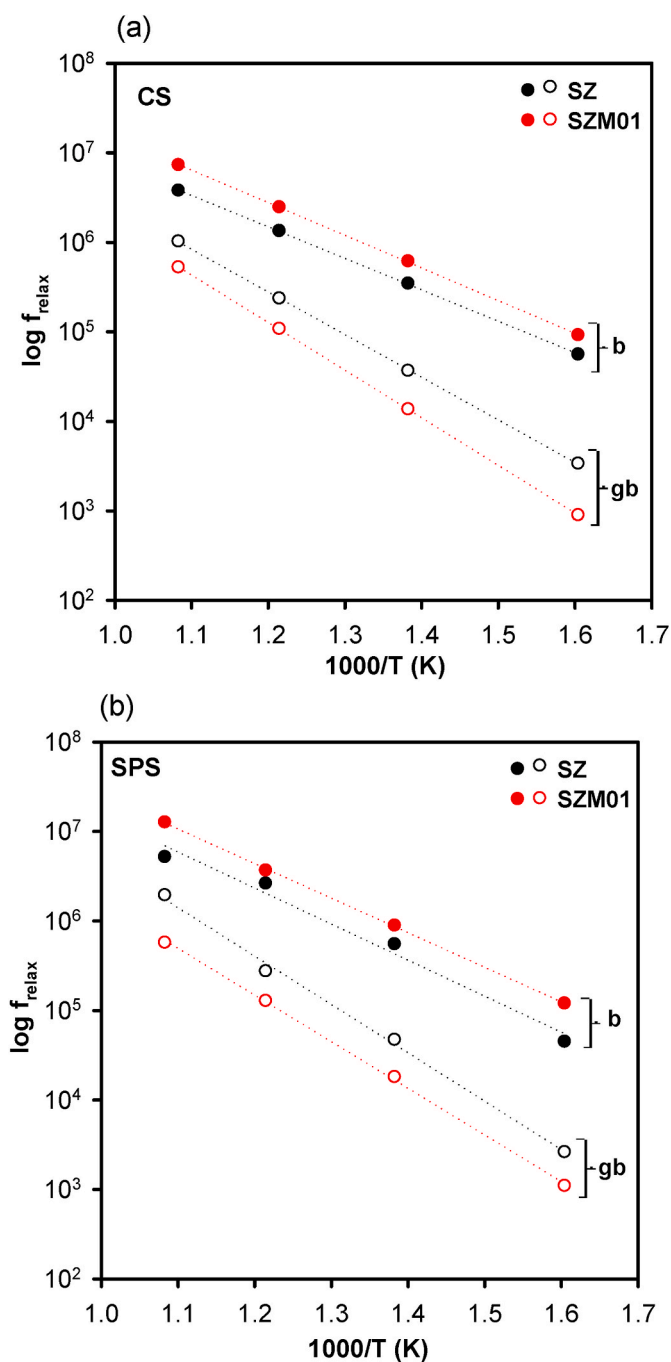 (a)
10⁸
CS
SZ
SZM01
10⁷
10⁶
10⁵
b
10⁴
gb
10³
10²
log f_relax
1.0 1.1 1.2 1.3 1.4 1.5 1.6 1.7
1000/T (K)
(b)
10⁸
SPS
SZ
SZM01
10⁷
10⁶
10⁵
b
10⁴
gb
10³
10²
log f_relax
1.0 1.1 1.2 1.3 1.4 1.5 1.6 1.7
1000/T (K)